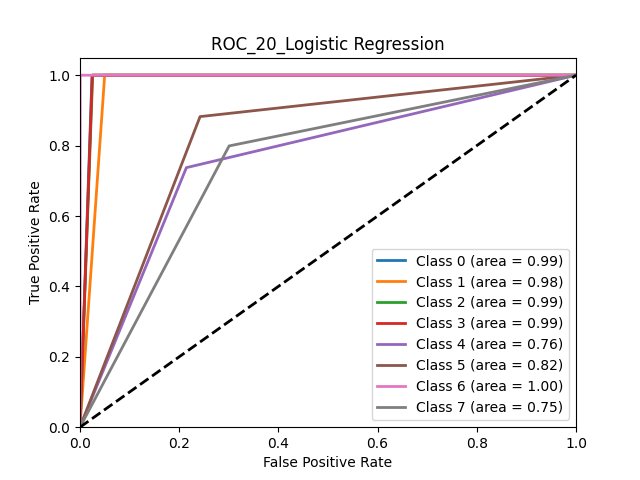 ROC_20_Logistic Regression
True Positive Rate
1.0
0.8
0.6
0.4
0.2
0.0
Class 0 (area = 0.99)
Class 1 (area = 0.98)
Class 2 (area = 0.99)
Class 3 (area = 0.99)
Class 4 (area = 0.76)
Class 5 (area = 0.82)
Class 6 (area = 1.00)
Class 7 (area = 0.75)
0.0 0.2 0.4 0.6 0.8 1.0
False Positive Rate